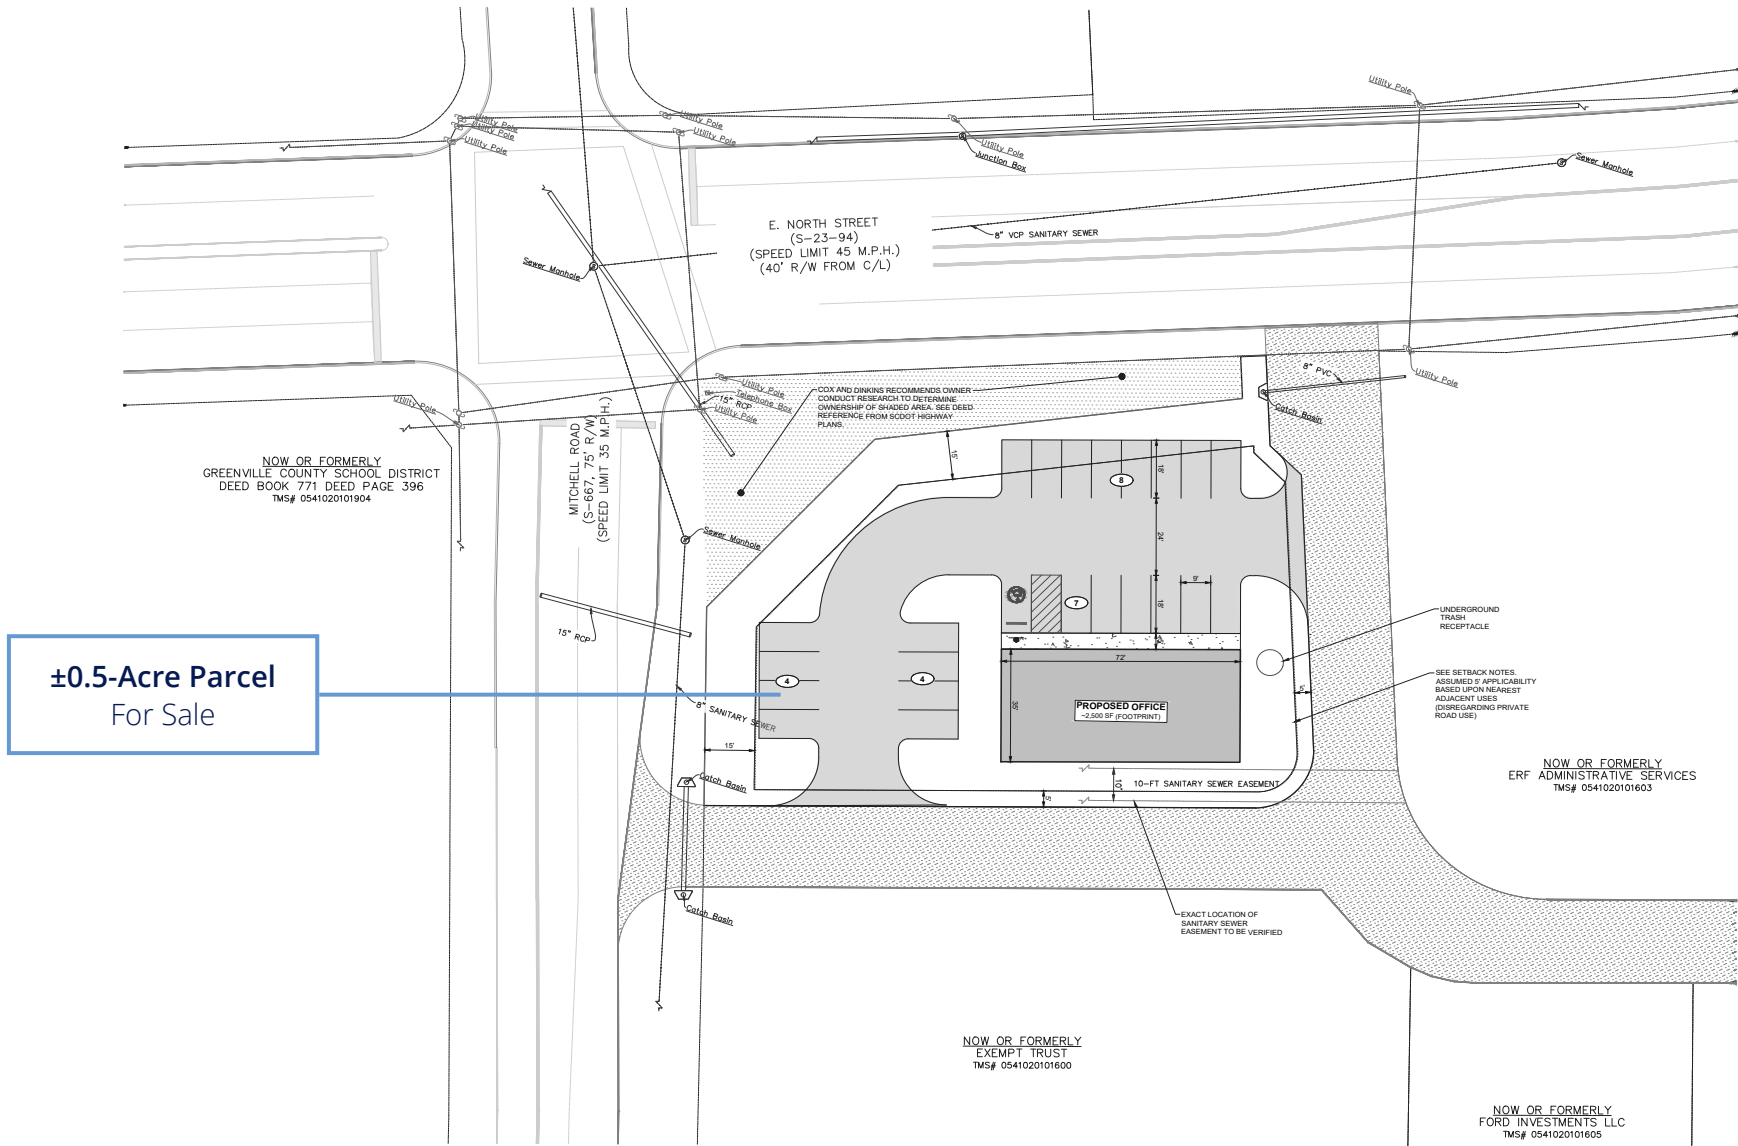 Utility Pole
Utility Pole
Utility Pole
Utility Pole
Utility Pole
Utility Pole
Utility Pole
Junction Box
Sewer Manhole
E. NORTH STREET
(S-23-94)
(SPEED LIMIT 45 M.P.H.)
(40' R/W FROM C/L)
8" VCP SANITARY SEWER
Sewer Manhole
Utility Pole
Telephone Box
15" RCP
Utility Pole
Utility Pole
COX AND DINKINS RECOMMENDS OWNER
CONDUCT RESEARCH TO DETERMINE
OWNERSHIP OF SHADED AREA. SEE DEED
REFERENCE FROM SCDOT HIGHWAY
PLANS.
8" PVC
Utility Pole
Catch Basin
MITCHELL ROAD
(S-667, 75' R/W)
(SPEED LIMIT 35 M.P.H.)
NOW OR FORMERLY
GREENVILLE COUNTY SCHOOL DISTRICT
DEED BOOK 771 DEED PAGE 396
TMS# 0541020101904
15'
18'
8
Sewer Manhole
24'
9'
18'
7
15" RCP
UNDERGROUND
TRASH
RECEPTACLE
72'
±0.5-Acre Parcel
For Sale
4
4
8" SANITARY SEWER
35'
PROPOSED OFFICE
~2,500 SF (FOOTPRINT)
5'
SEE SETBACK NOTES.
ASSUMED 5' APPLICABILITY
BASED UPON NEAREST
ADJACENT USES
(DISREGARDING PRIVATE
ROAD USE)
15'
Catch Basin
10'
10-FT SANITARY SEWER EASEMENT
5'
NOW OR FORMERLY
ERF ADMINISTRATIVE SERVICES
TMS# 0541020101603
Catch Basin
EXACT LOCATION OF
SANITARY SEWER
EASEMENT TO BE VERIFIED
NOW OR FORMERLY
EXEMPT TRUST
TMS# 0541020101600
NOW OR FORMERLY
FORD INVESTMENTS LLC
TMS# 0541020101605